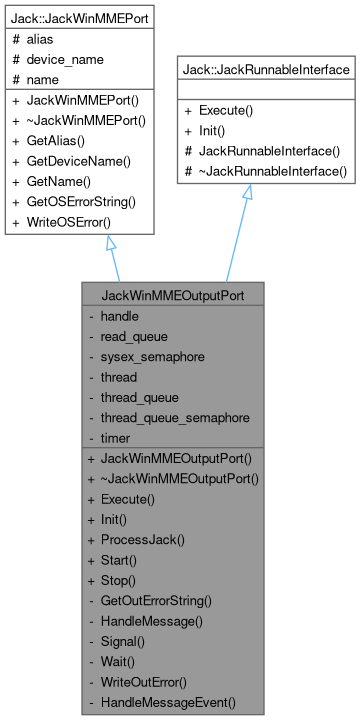 Jack::JackWinMMEPort
# alias
# device_name
# name
+ JackWinMMEPort()
+ ~JackWinMMEPort()
+ GetAlias()
+ GetDeviceName()
+ GetName()
+ GetOSErrorString()
+ WriteOSError()
Jack::JackRunnableInterface
+ Execute()
+ Init()
# JackRunnableInterface()
# ~JackRunnableInterface()
JackWinMMEOutputPort
- handle
- read_queue
- sysex_semaphore
- thread
- thread_queue
- thread_queue_semaphore
- timer
+ JackWinMMEOutputPort()
+ ~JackWinMMEOutputPort()
+ Execute()
+ Init()
+ ProcessJack()
+ Start()
+ Stop()
- GetOutErrorString()
- HandleMessage()
- Signal()
- Wait()
- WriteOutError()
- HandleMessageEvent()